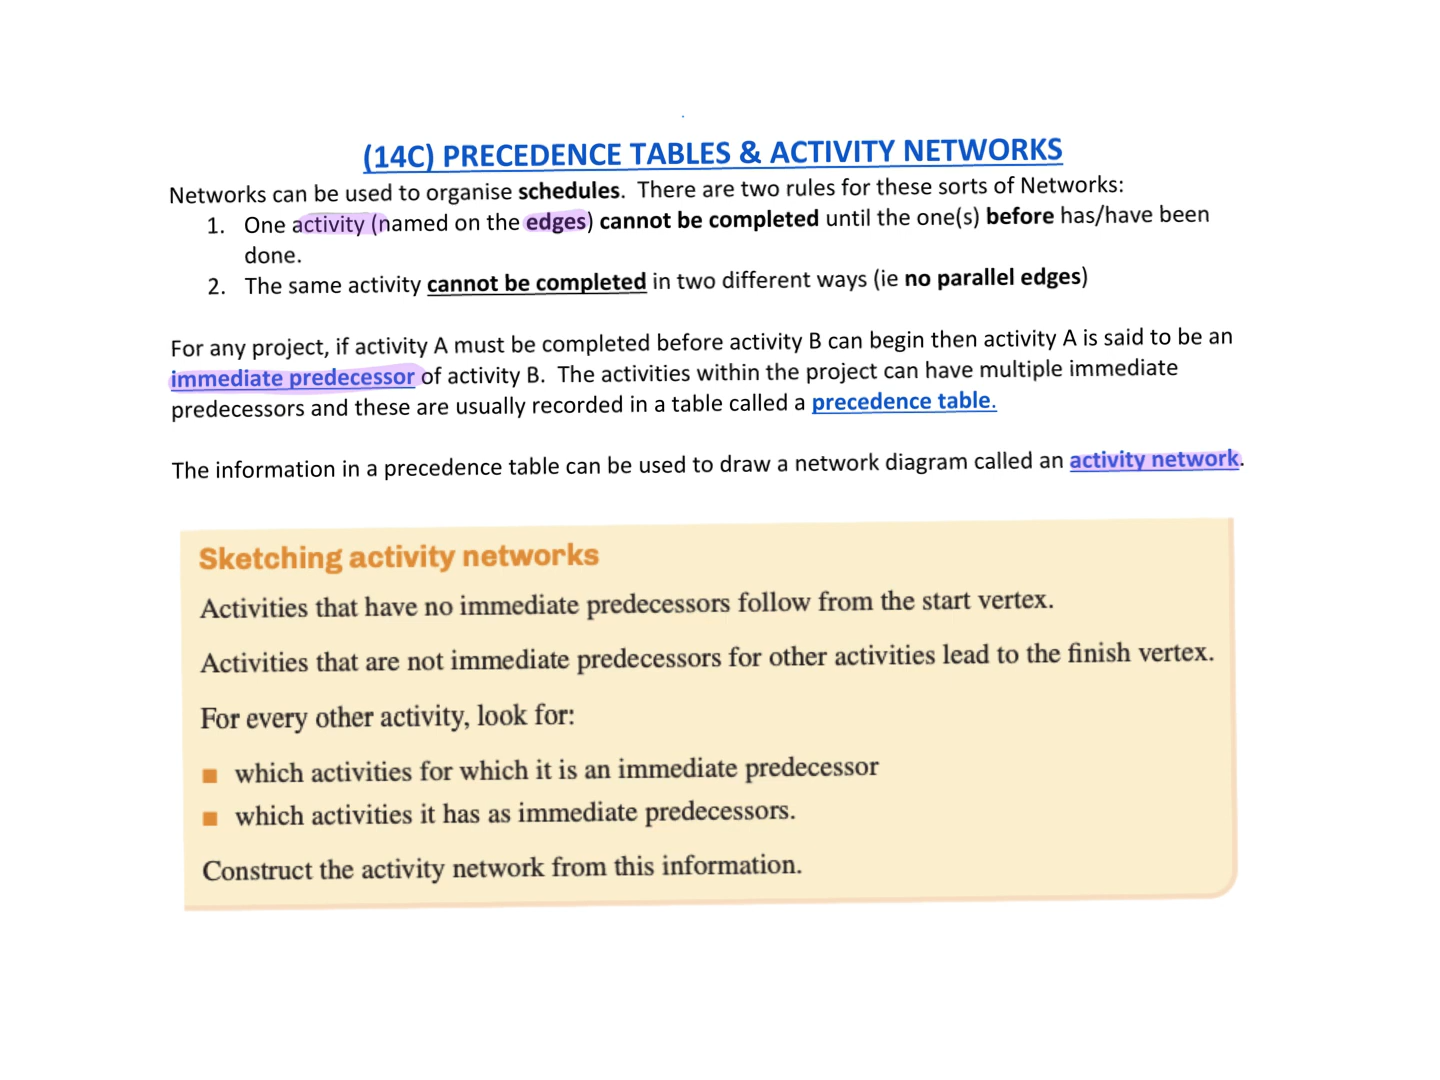 (14C) PRECEDENCE TABLES & ACTIVITY NETWORKS
Networks can be used to organise schedules. There are two rules for these sorts of Networks:
1. One activity (named on the edges) cannot be completed until the one(s) before has/have been
done.
2. The same activity cannot be completed in two different ways (ie no parallel edges)
For any project, if activity A must be completed before activity B can begin then activity A is said to be an
immediate predecessor of activity B. The activities within the project can have multiple immediate
predecessors and these are usually recorded in a table called a precedence table.
The information in a precedence table can be used to draw a network diagram called an activity network.
Sketching activity networks
Activities that have no immediate predecessors follow from the start vertex.
Activities that are not immediate predecessors for other activities lead to the finish vertex.
For every other activity, look for:
■ which activities for which it is an immediate predecessor
■ which activities it has as immediate predecessors.
Construct the activity network from this information.